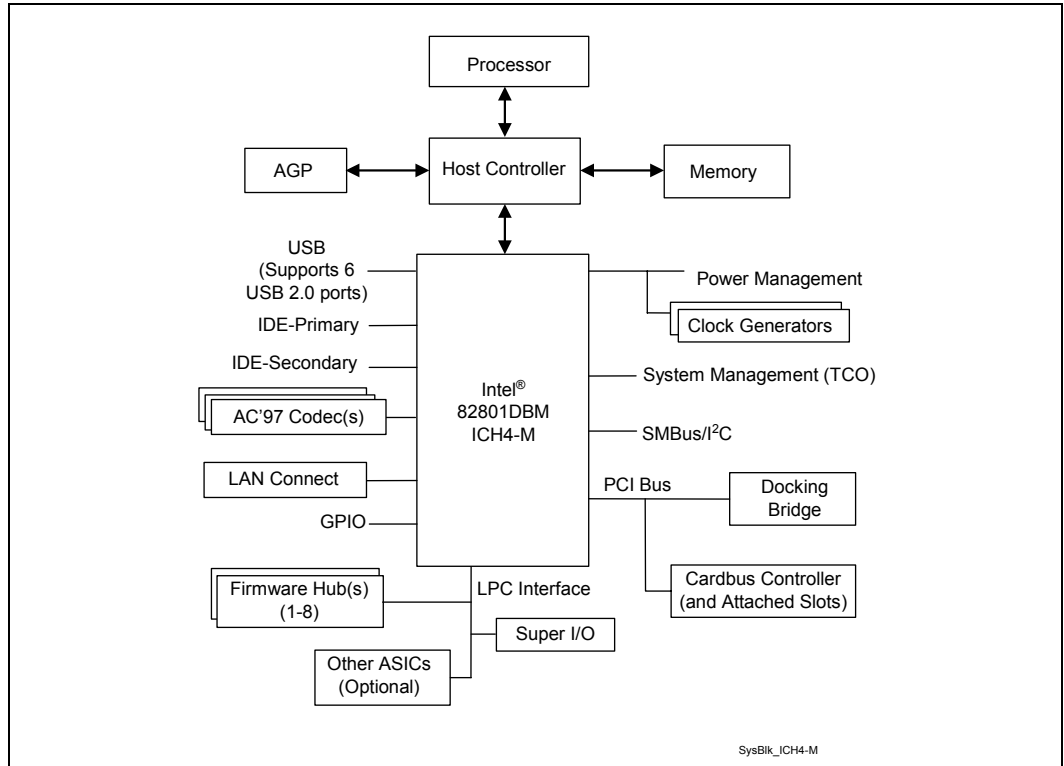 Processor
AGP
Host Controller
Memory
USB
(Supports 6
USB 2.0 ports)
IDE-Primary
IDE-Secondary
AC'97 Codec(s)
LAN Connect
GPIO
Intel®
82801DBM
ICH4-M
Power Management
Clock Generators
System Management (TCO)
SMBus/I²C
PCI Bus
Docking
Bridge
Cardbus Controller
(and Attached Slots)
Firmware Hub(s)
(1-8)
LPC Interface
Super I/O
Other ASICs
(Optional)
SysBlk_ICH4-M